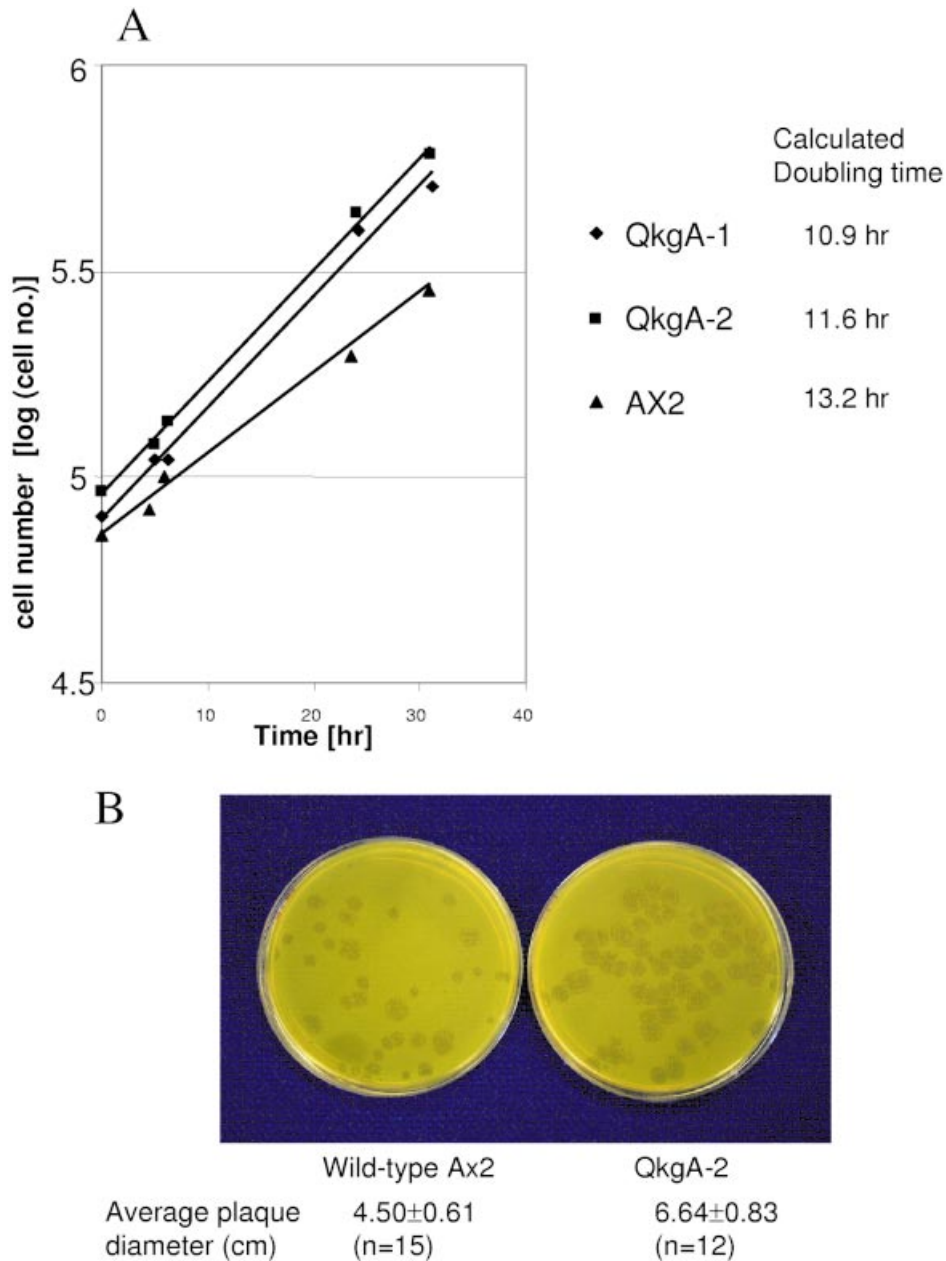 A
6
5.5
5
4.5
cell number [log (cell no.)]
0 10 20 30 40
Time [hr]
Calculated
Doubling time
QkgA-1 10.9 hr
QkgA-2 11.6 hr
AX2 13.2 hr
B
Wild-type Ax2 QkgA-2
Average plaque 4.50±0.61 6.64±0.83
diameter (cm) (n=15) (n=12)